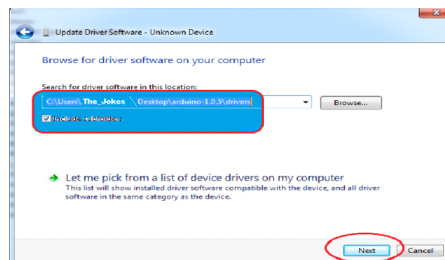 Update Driver Software - Unknown Device
Browse for driver software on your computer
Search for driver software in this location:
C:\Users\ The_Jokes \Desktop\arduino-1.0.5\drivers
Browse...
Include subfolders
Let me pick from a list of device drivers on my computer
This list will show installed driver software compatible with the device, and all driver
software in the same category as the device.
Next
Cancel